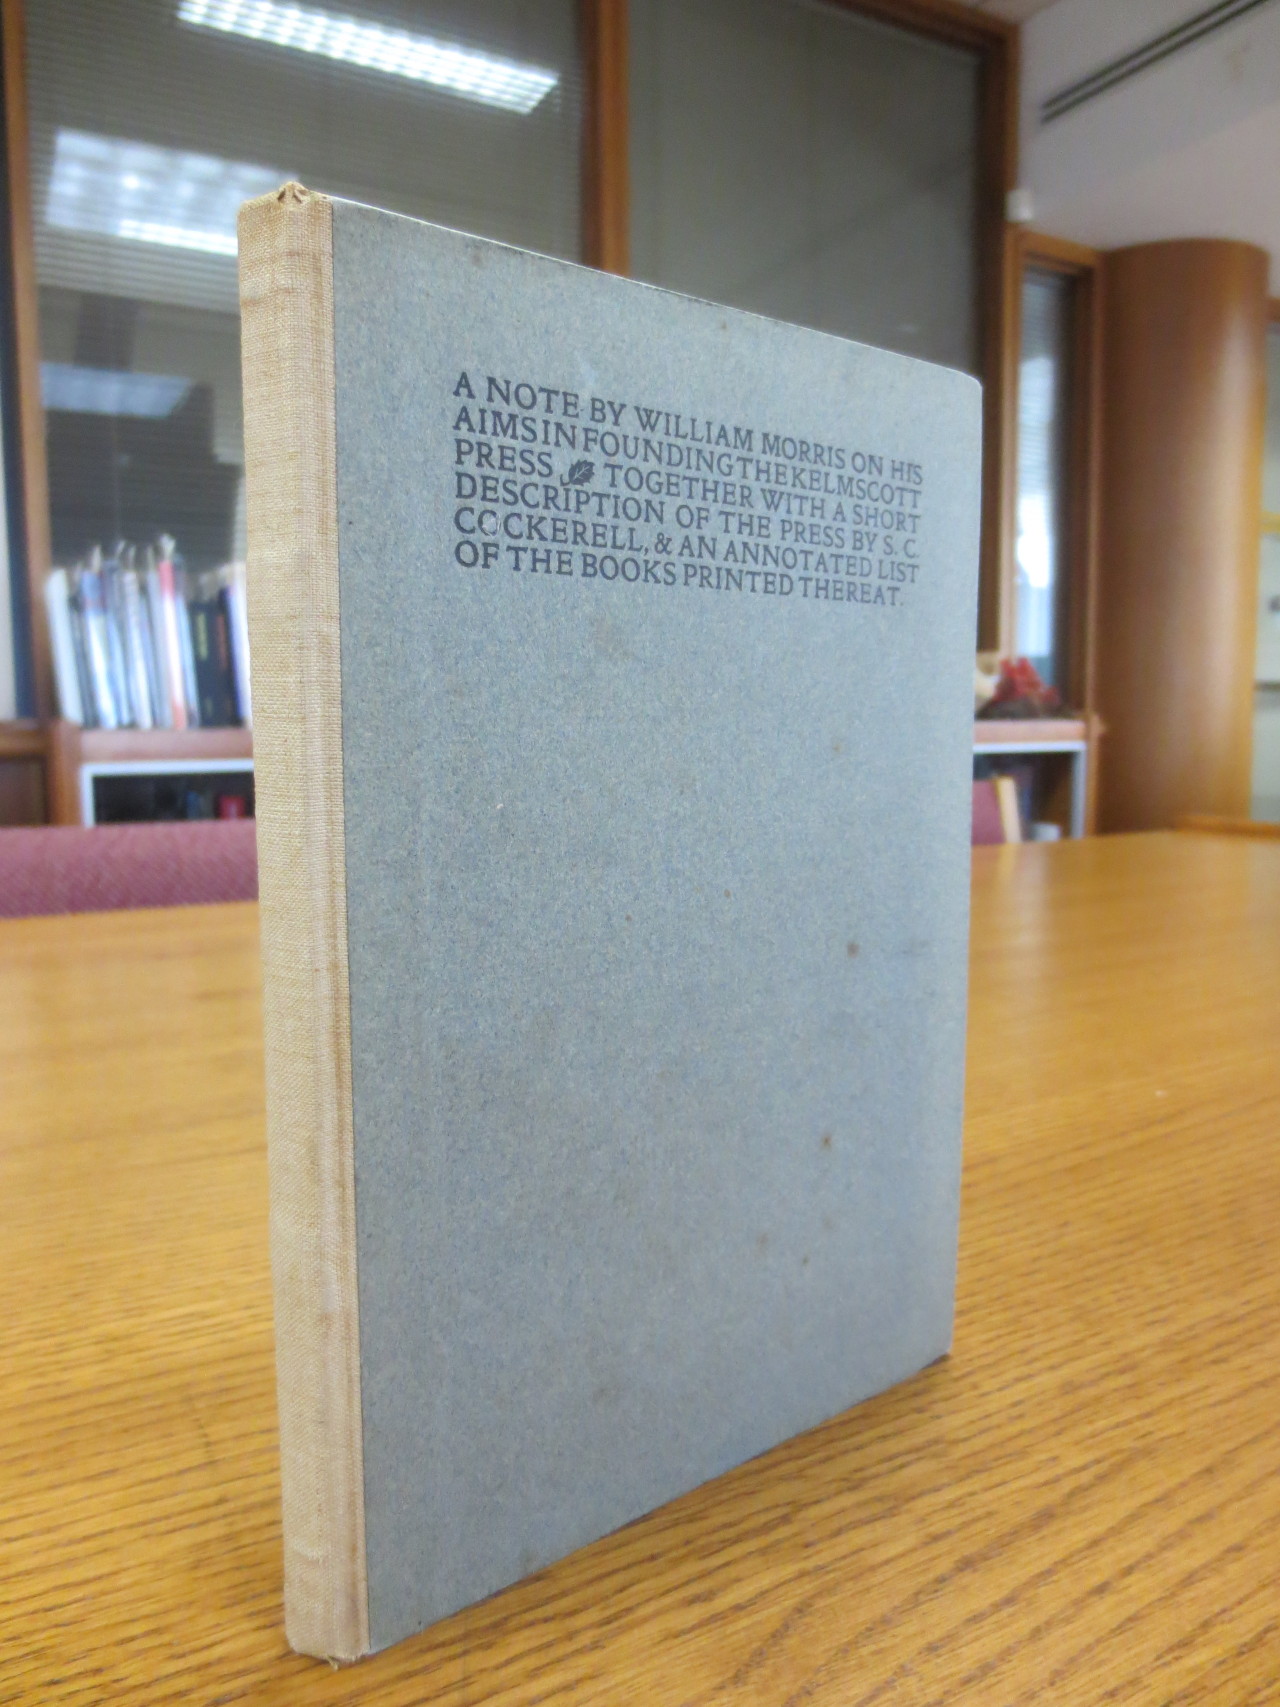 A NOTE BY WILLIAM MORRIS ON HIS
AIMS IN FOUNDING THE KELMSCOTT
PRESS TOGETHER WITH A SHORT
DESCRIPTION OF THE PRESS BY S. C.
COCKERELL, & AN ANNOTATED LIST
OF THE BOOKS PRINTED THEREAT.